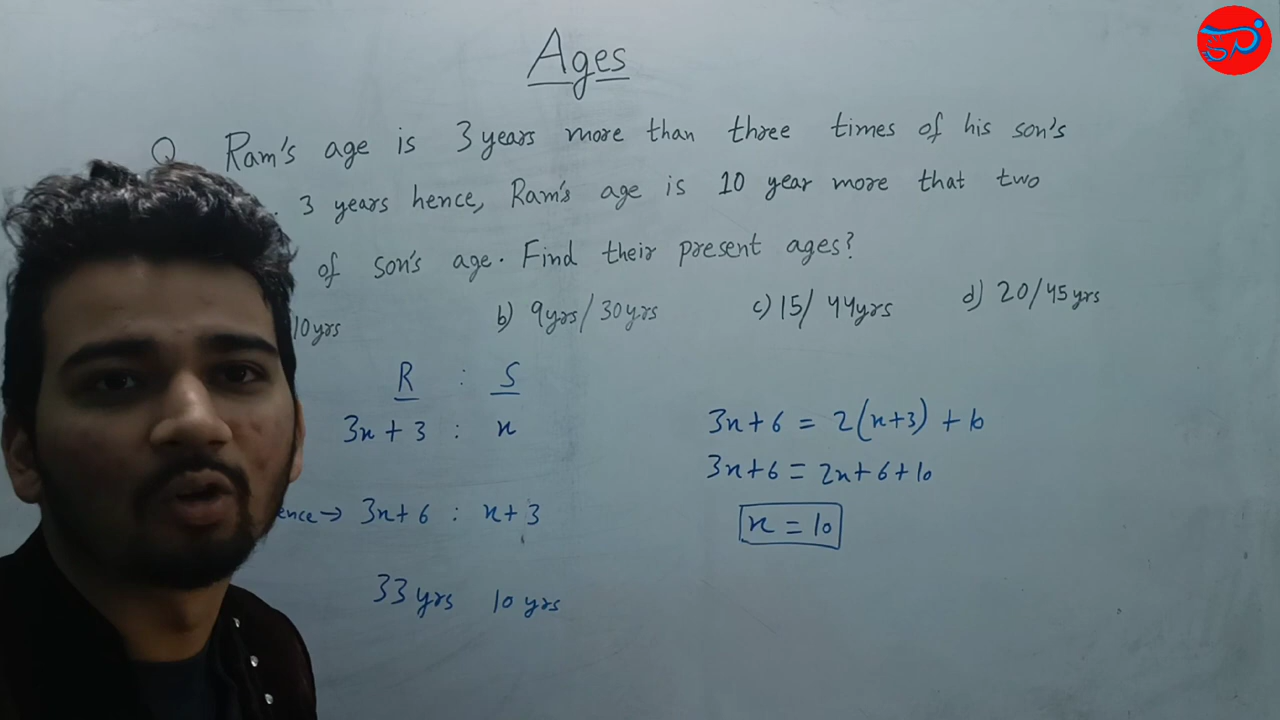 Ages
Q Ram's age is 3 years more than three times of his son's
. 3 years hence, Ram's age is 10 year more that two
of son's age. Find their present ages?
10yrs b) 9yrs/30yrs c) 15/ 44yrs d) 20/45yrs
R : S
3x + 3 : x
ence → 3x+6 : x+3
33 yrs 10 yrs
3x+6 = 2(x+3) + 10
3x+6 = 2x+6+10
x = 10